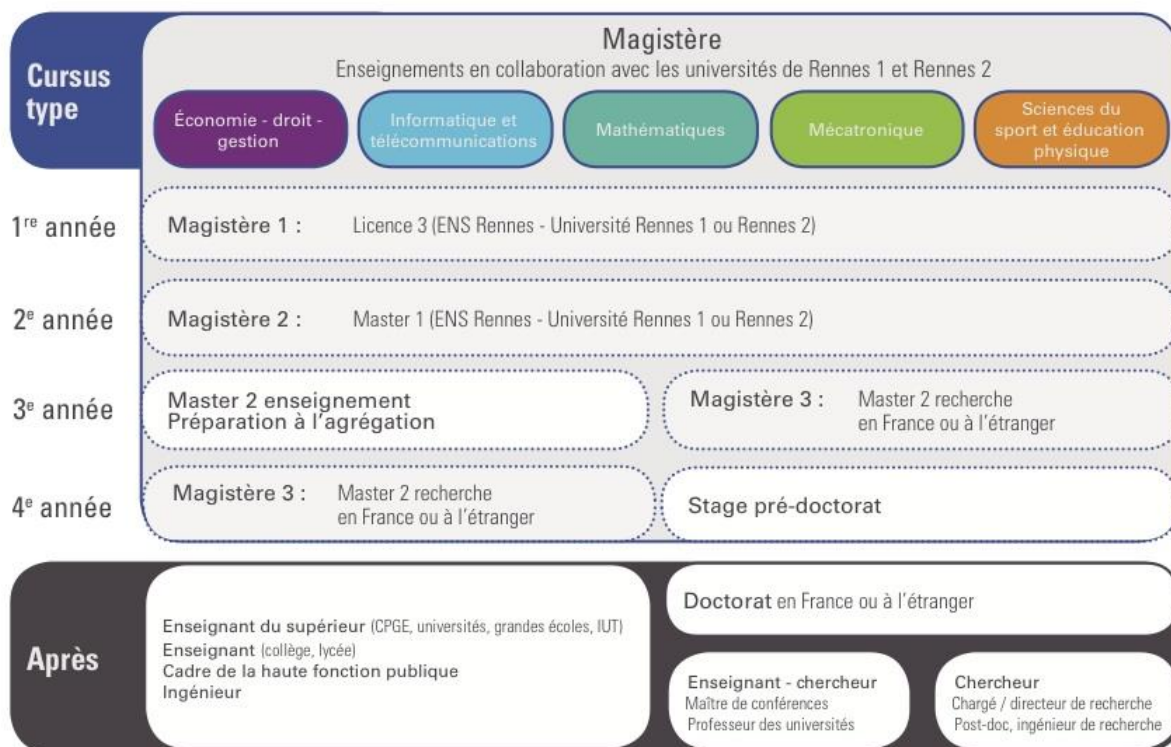 Cursus
type
Magistère
Enseignements en collaboration avec les universités de Rennes 1 et Rennes 2
Économie - droit -
gestion
Informatique et
télécommunications
Mathématiques
Mécatronique
Sciences du
sport et éducation
physique
1re année
Magistère 1 : Licence 3 (ENS Rennes - Université Rennes 1 ou Rennes 2)
2e année
Magistère 2 : Master 1 (ENS Rennes - Université Rennes 1 ou Rennes 2)
3e année
Master 2 enseignement
Préparation à l'agrégation
Magistère 3 : Master 2 recherche
en France ou à l'étranger
4e année
Magistère 3 : Master 2 recherche
en France ou à l'étranger
Stage pré-doctorat
Après
Enseignant du supérieur (CPGE, universités, grandes écoles, IUT)
Enseignant (collège, lycée)
Cadre de la haute fonction publique
Ingénieur
Doctorat en France ou à l'étranger
Enseignant - chercheur
Maître de conférences
Professeur des universités
Chercheur
Chargé / directeur de recherche
Post-doc, ingénieur de recherche